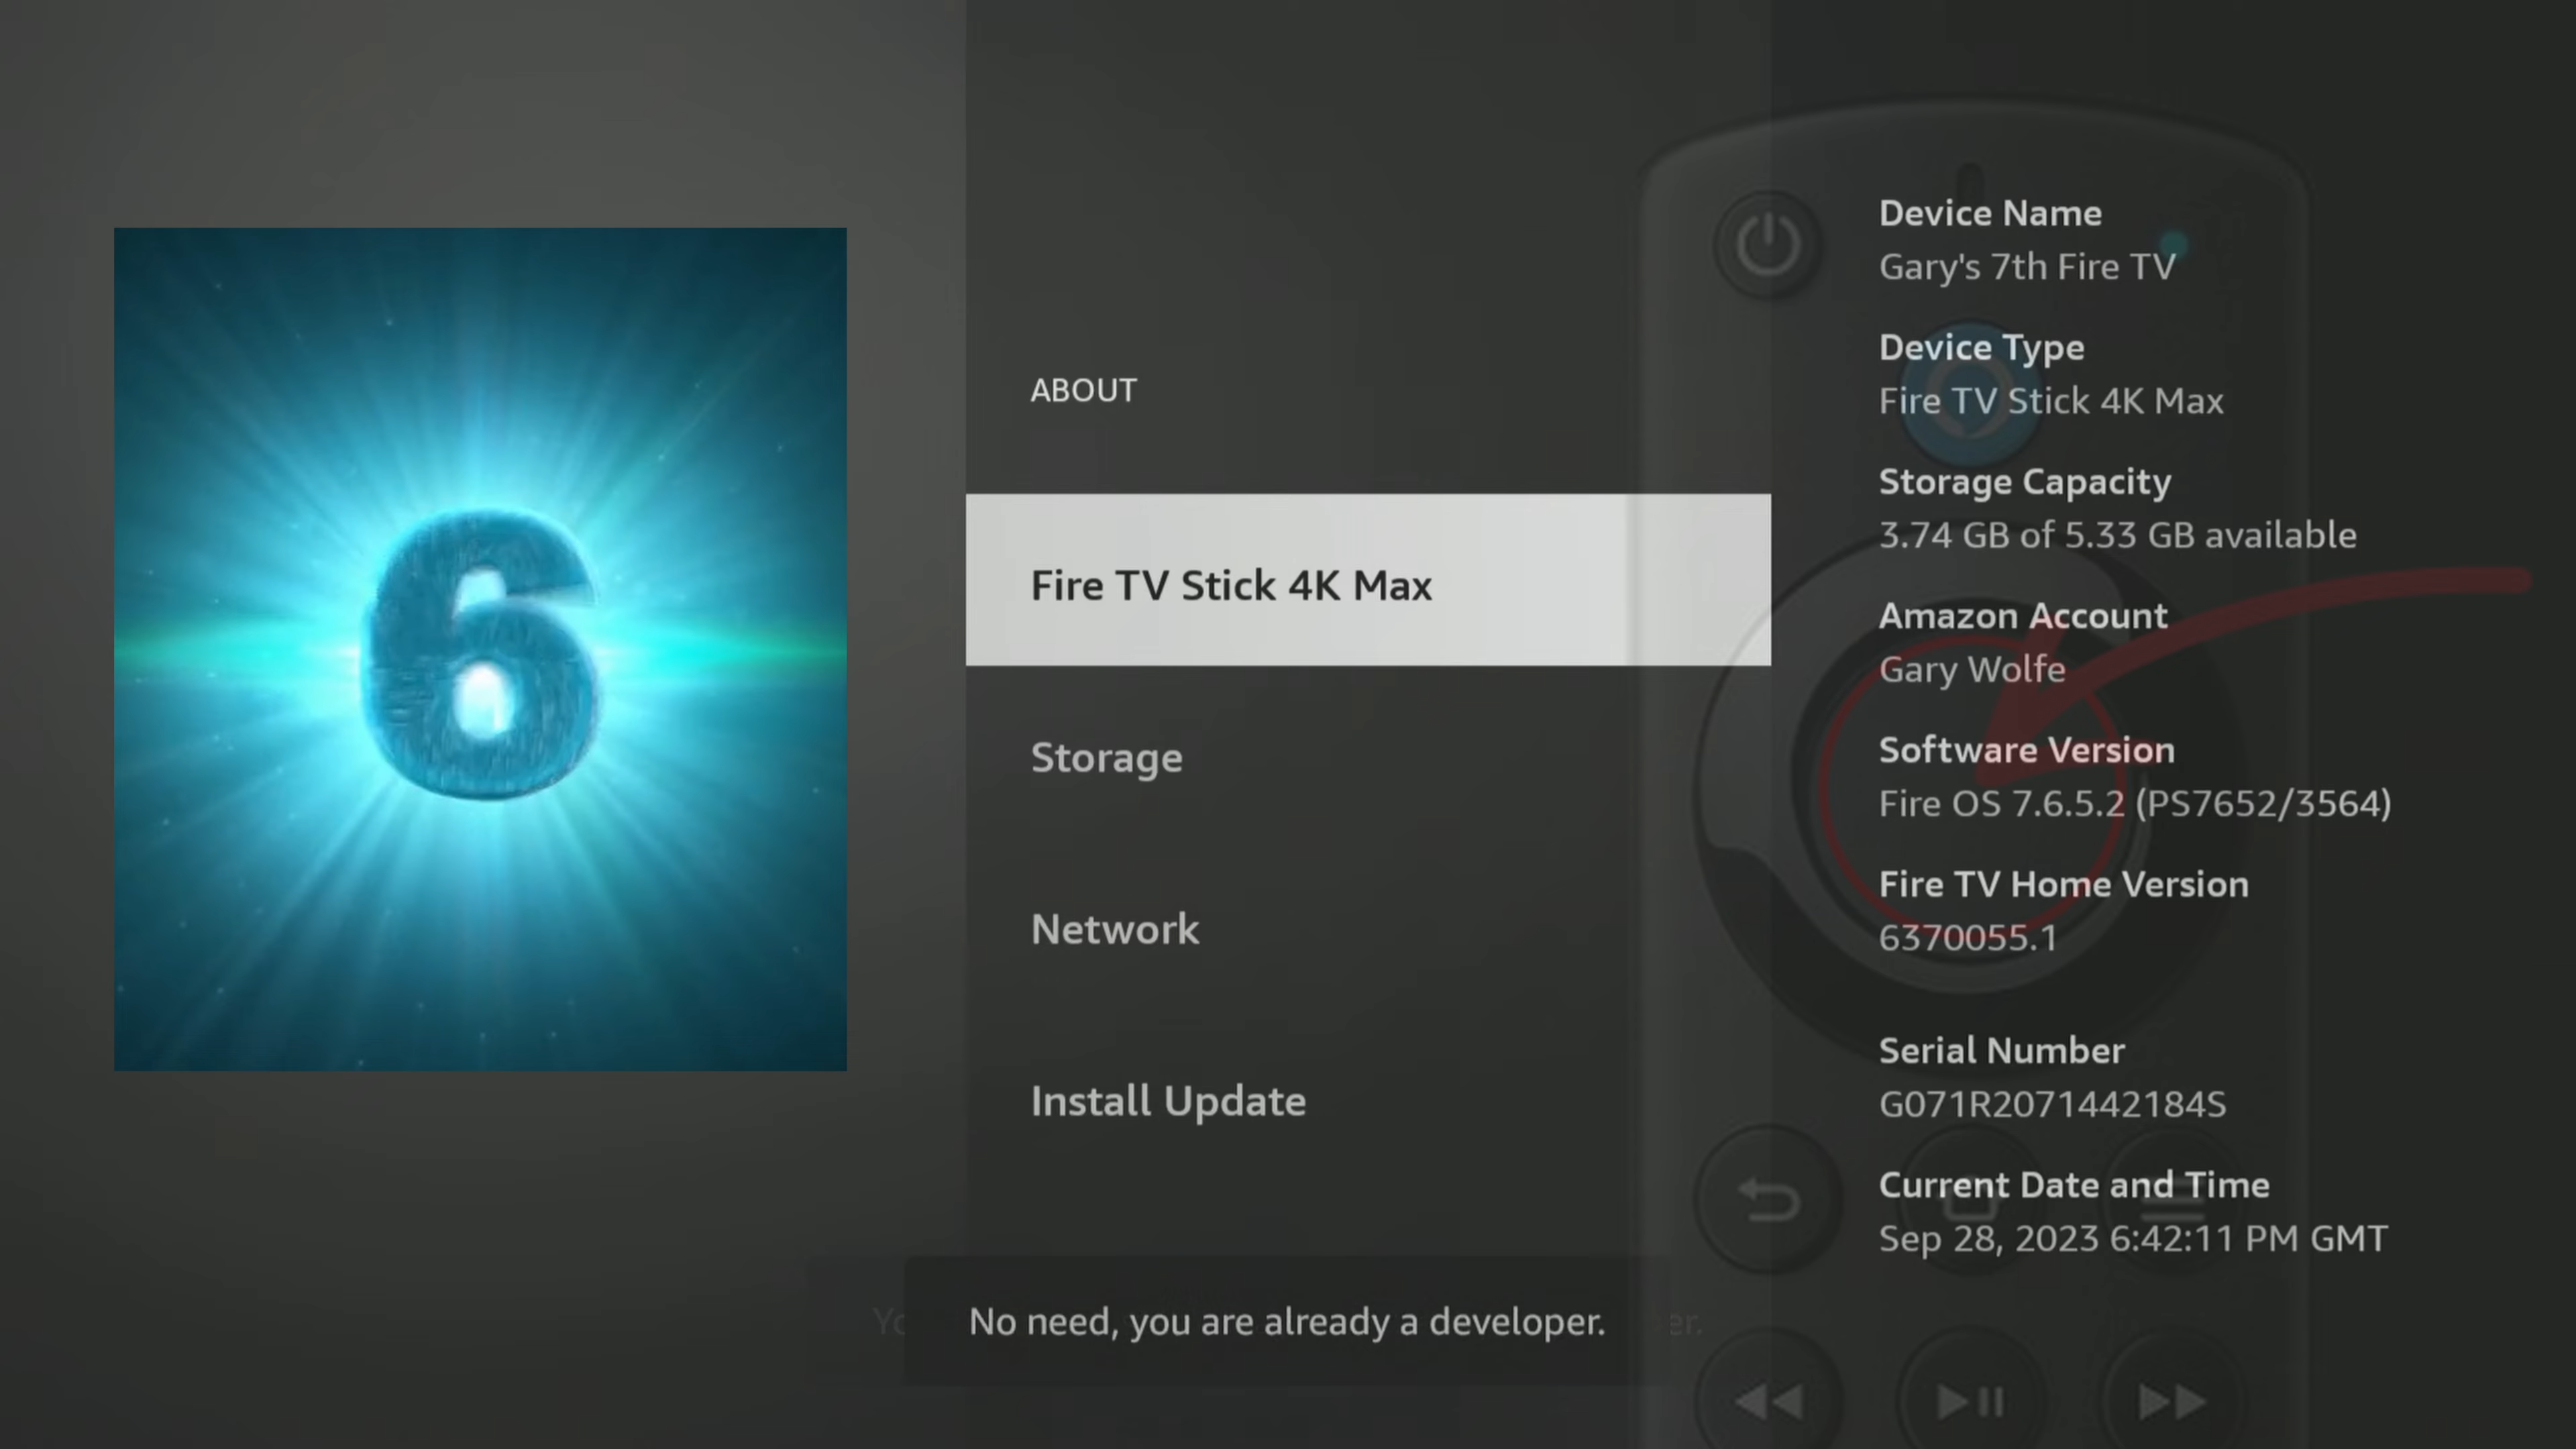 6
ABOUT
Fire TV Stick 4K Max
Storage
Network
Install Update
Device Name
Gary's 7th Fire TV
Device Type
Fire TV Stick 4K Max
Storage Capacity
3.74 GB of 5.33 GB available
Amazon Account
Gary Wolfe
Software Version
Fire OS 7.6.5.2 (PS7652/3564)
Fire TV Home Version
6370055.1
Serial Number
G071R2071442184S
Current Date and Time
Sep 28, 2023 6:42:11 PM GMT
No need, you are already a developer.